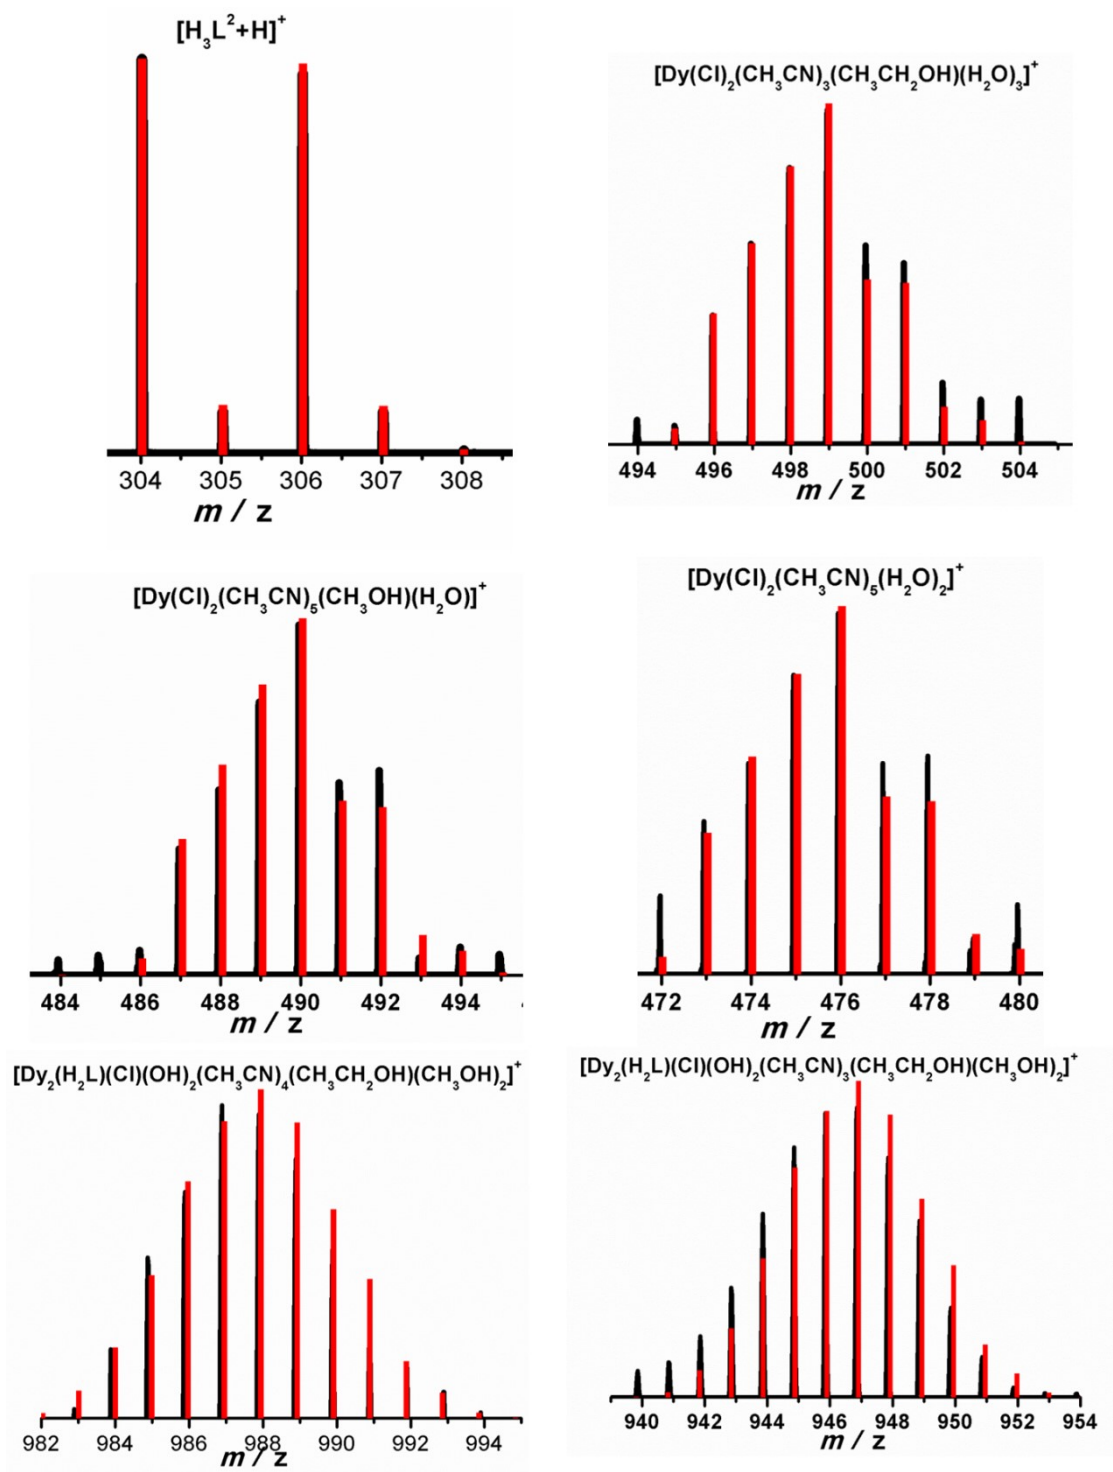 [H₃L²+H]⁺
304 305 306 307 308
m / z
[Dy(Cl)₂(CH₃CN)₃(CH₃CH₂OH)(H₂O)₃]⁺
494 496 498 500 502 504
m / z
[Dy(Cl)₂(CH₃CN)₅(CH₃OH)(H₂O)]⁺
484 486 488 490 492 494
m / z
[Dy(Cl)₂(CH₃CN)₅(H₂O)₂]⁺
472 474 476 478 480
m / z
[Dy₂(H₂L)(Cl)(OH)₂(CH₃CN)₄(CH₃CH₂OH)(CH₃OH)₂]⁺
982 984 986 988 990 992 994
m / z
[Dy₂(H₂L)(Cl)(OH)₂(CH₃CN)₃(CH₃CH₂OH)(CH₃OH)₂]⁺
940 942 944 946 948 950 952 954
m / z